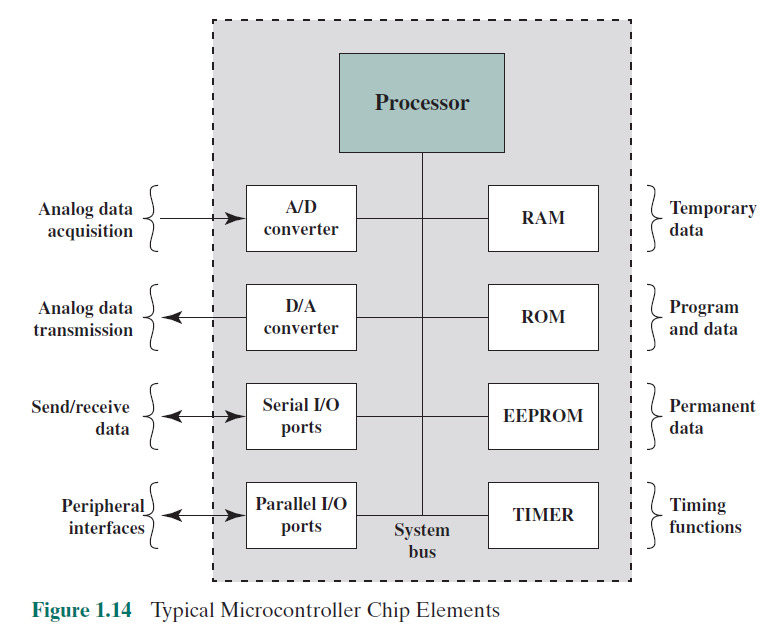 Processor
Analog data
acquisition
A/D
converter
RAM
Temporary
data
Analog data
transmission
D/A
converter
ROM
Program
and data
Send/receive
data
Serial I/O
ports
EEPROM
Permanent
data
Peripheral
interfaces
Parallel I/O
ports
System
bus
TIMER
Timing
functions
Figure 1.14 Typical Microcontroller Chip Elements